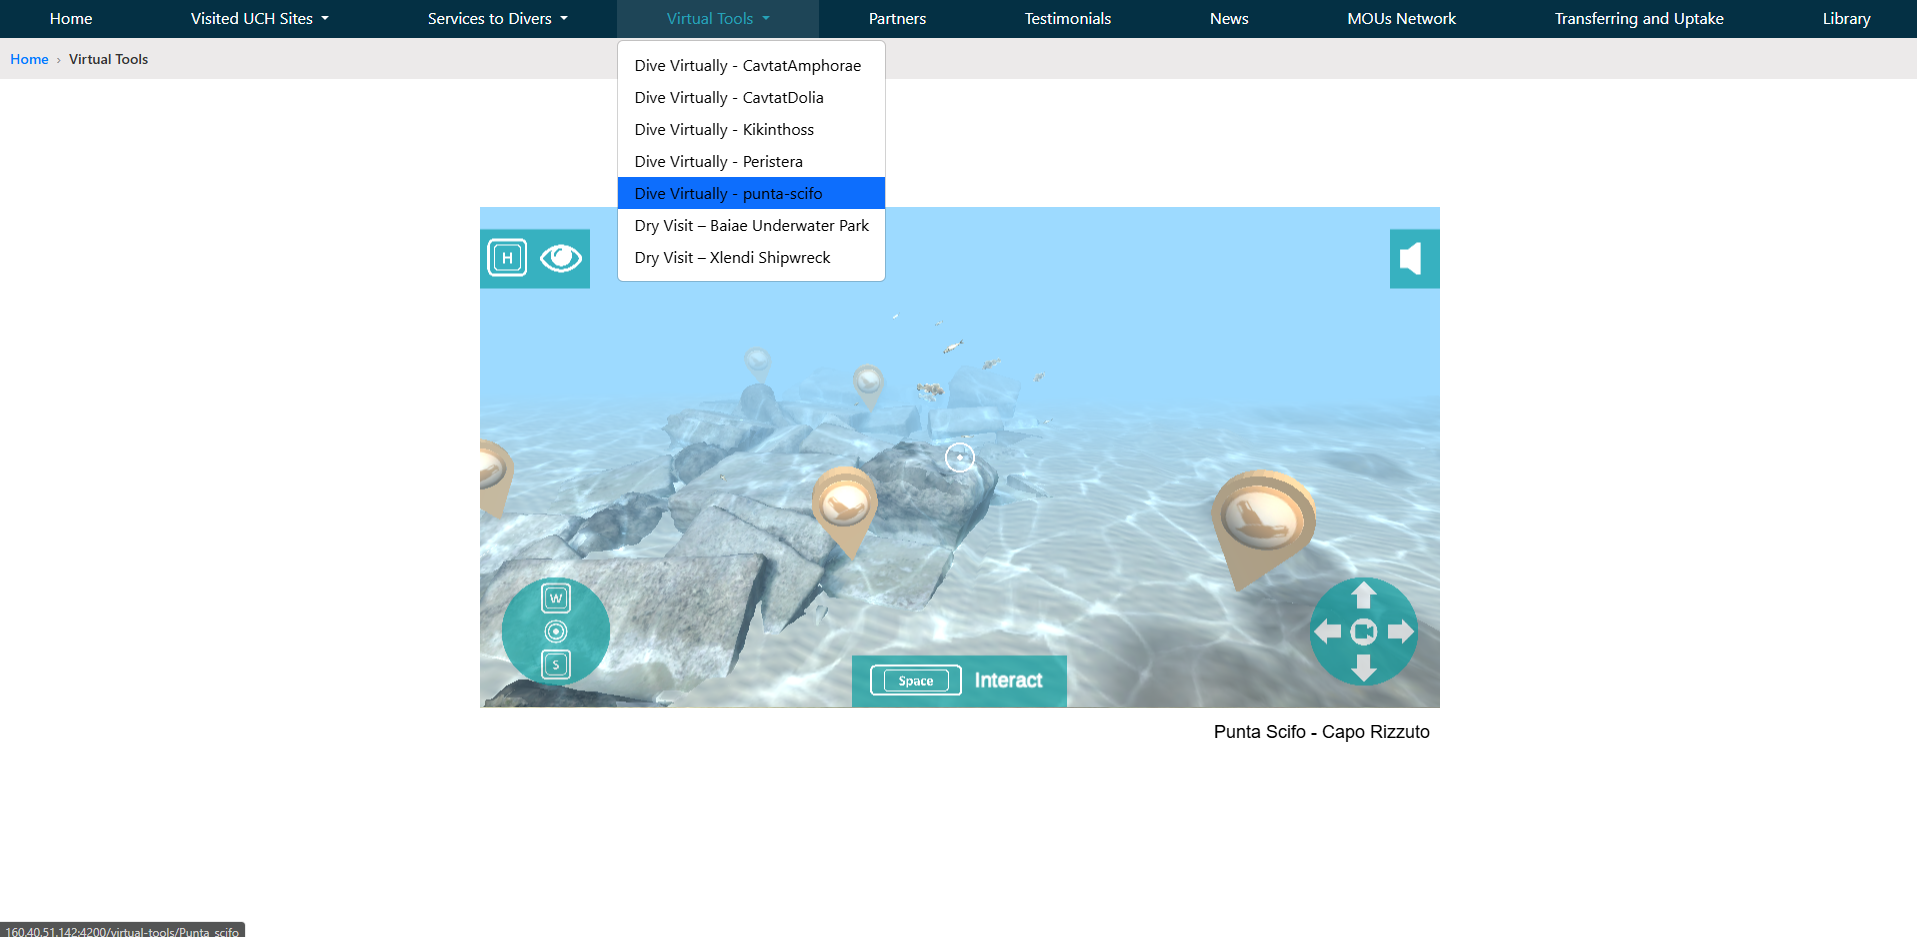 Home Visited UCH Sites Services to Divers Virtual Tools Partners Testimonials News MOUs Network Transferring and Uptake Library
Home › Virtual Tools
Dive Virtually - CavtatAmphorae
Dive Virtually - CavtatDolia
Dive Virtually - Kikinthoss
Dive Virtually - Peristera
Dive Virtually - punta-scifo
Dry Visit – Baiae Underwater Park
Dry Visit – Xlendi Shipwreck
H
W
S
Space Interact
Punta Scifo - Capo Rizzuto
160.40.51.142:4200/virtual-tools/Punta_scifo